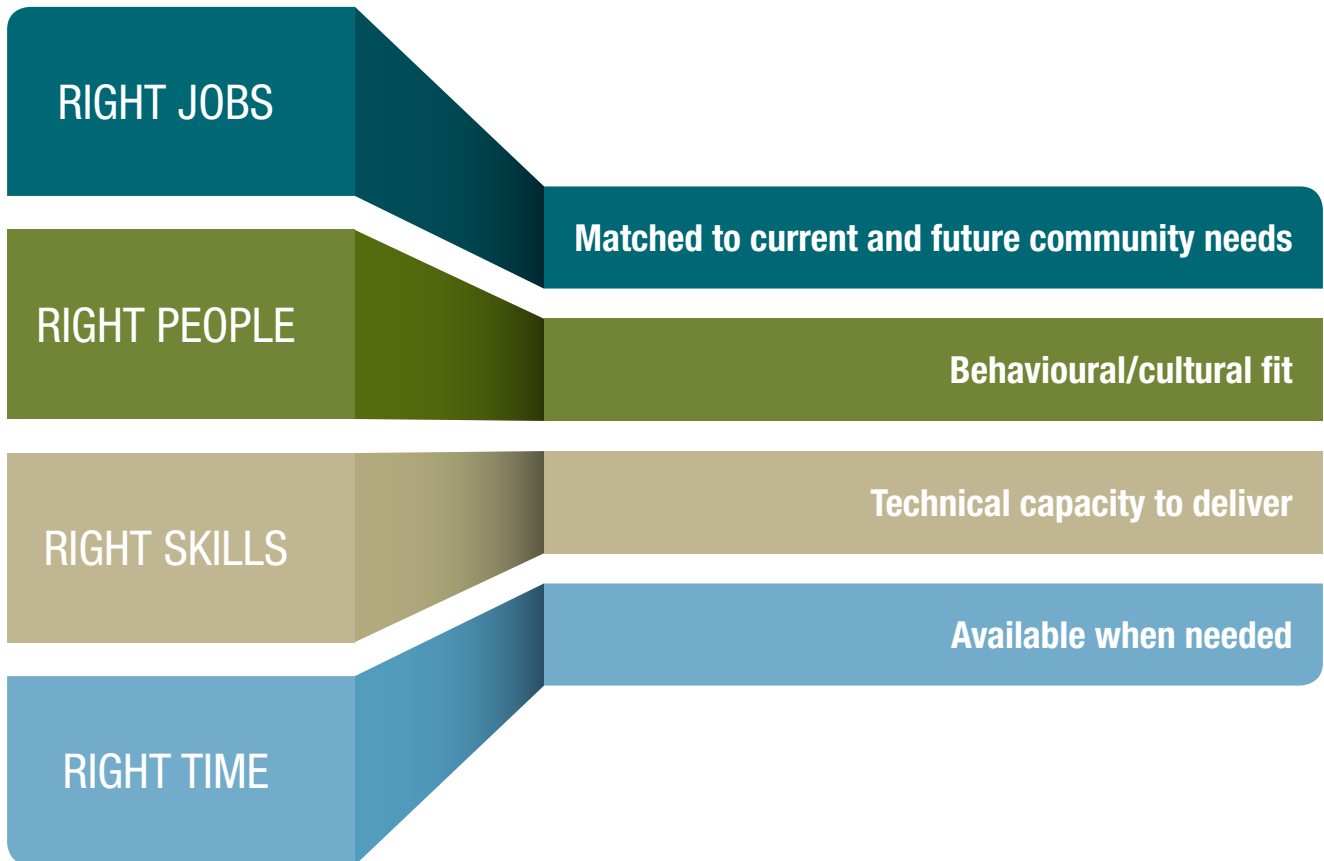 RIGHT JOBS
Matched to current and future community needs
RIGHT PEOPLE
Behavioural/cultural fit
RIGHT SKILLS
Technical capacity to deliver
RIGHT TIME
Available when needed